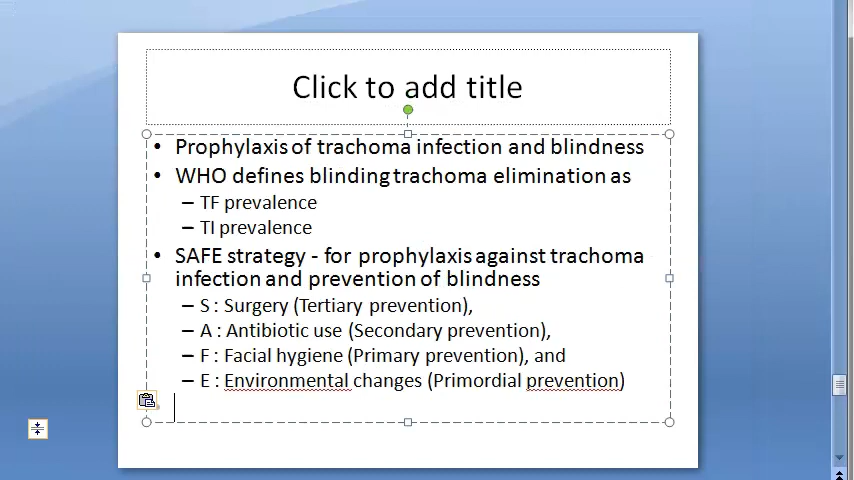 Click to add title
• Prophylaxis of trachoma infection and blindness
• WHO defines blinding trachoma elimination as
– TF prevalence
– TI prevalence
• SAFE strategy - for prophylaxis against trachoma
infection and prevention of blindness
– S : Surgery (Tertiary prevention),
– A : Antibiotic use (Secondary prevention),
– F : Facial hygiene (Primary prevention), and
– E : Environmental changes (Primordial prevention)